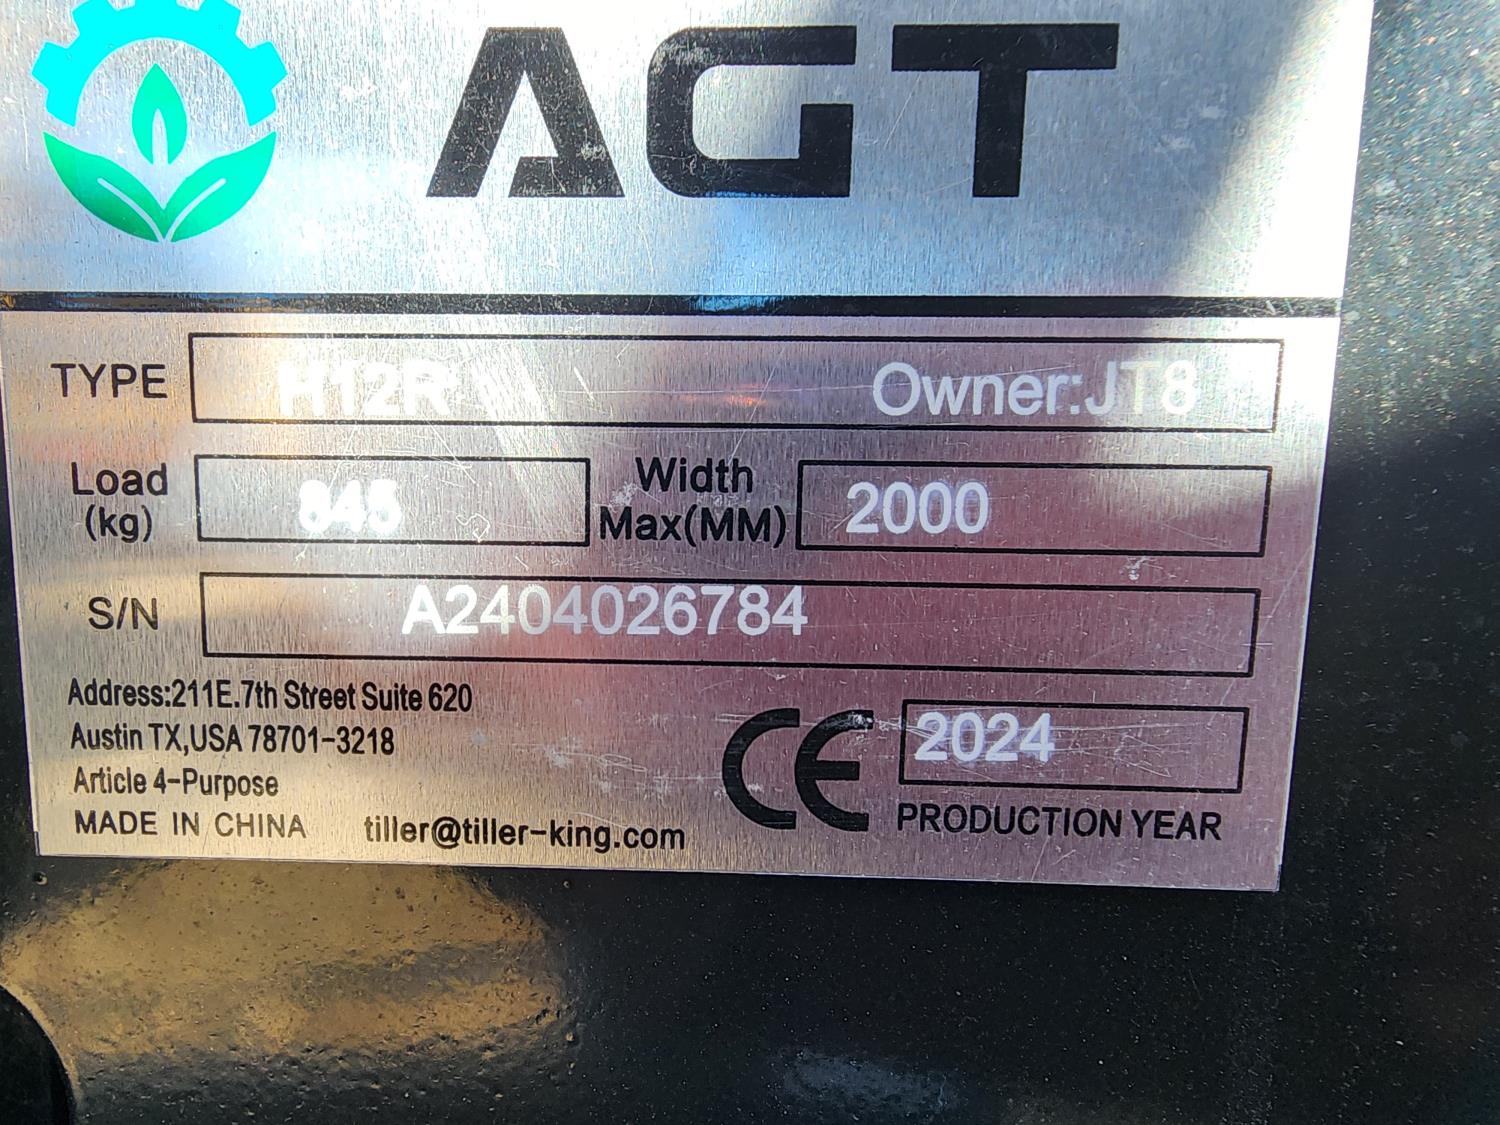 AGT
TYPE H12R Owner:JT8
Load (kg) 845 Width Max(MM) 2000
S/N A2404026784
Address:211E.7th Street Suite 620
Austin TX,USA 78701-3218
Article 4-Purpose
MADE IN CHINA tiller@tiller-king.com
CE 2024
PRODUCTION YEAR